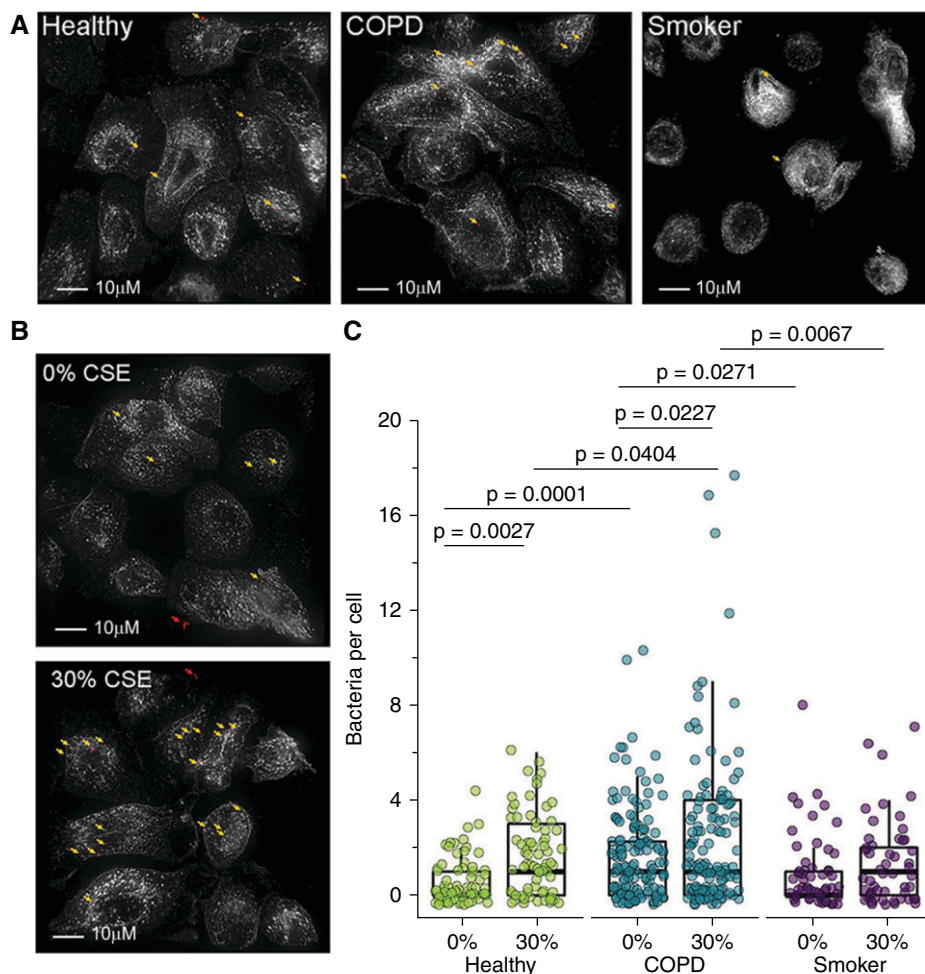 A
Healthy
COPD
Smoker
10µM
10µM
10µM
B
0% CSE
10µM
30% CSE
10µM
C
p = 0.0067
p = 0.0271
p = 0.0227
p = 0.0404
p = 0.0001
p = 0.0027
Bacteria per cell
20
16
12
8
4
0
0% 30% 0% 30% 0% 30%
Healthy COPD Smoker